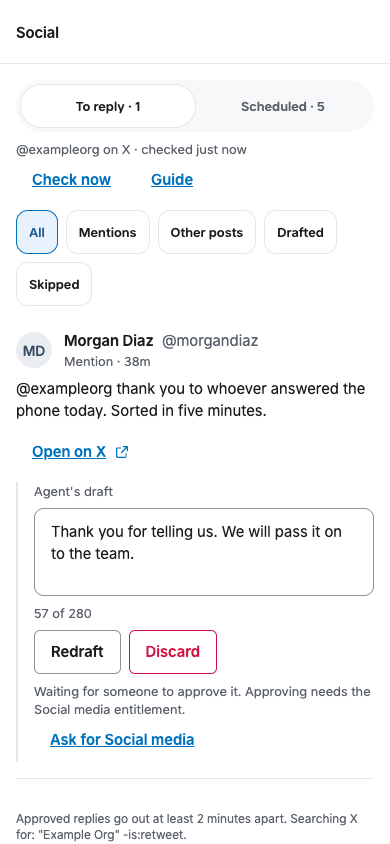 Social
To reply · 1
Scheduled · 5
@exampleorg on X · checked just now
Check now
Guide
All
Mentions
Other posts
Drafted
Skipped
MD
Morgan Diaz @morgandiaz
Mention · 38m
@exampleorg thank you to whoever answered the
phone today. Sorted in five minutes.
Open on X
Agent's draft
Thank you for telling us. We will pass it on
to the team.
57 of 280
Redraft
Discard
Waiting for someone to approve it. Approving needs the
Social media entitlement.
Ask for Social media
Approved replies go out at least 2 minutes apart. Searching X
for: "Example Org" -is:retweet.